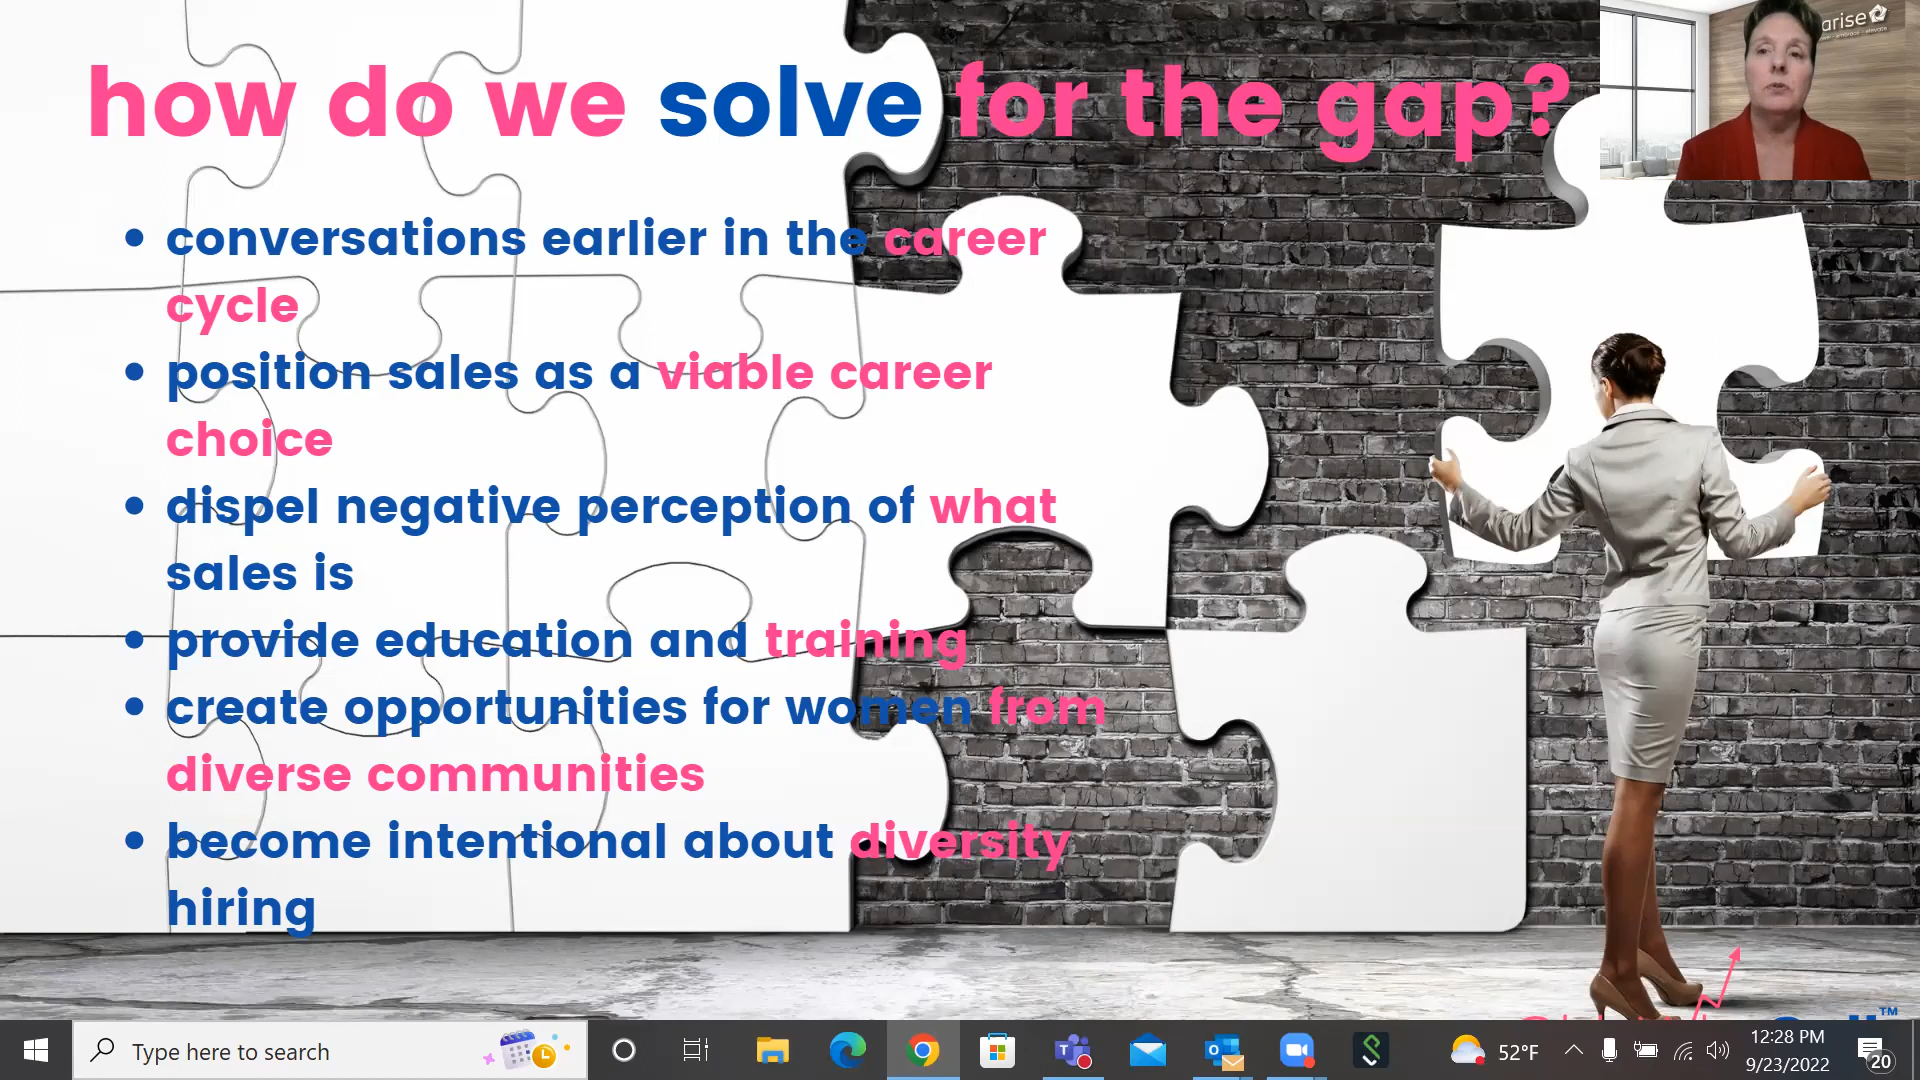 how do we solve for the gap?
arise
• conversations earlier in the career
cycle
• position sales as a viable career
choice
• dispel negative perception of what
sales is
• provide education and training
• create opportunities for women from
diverse communities
• become intentional about diversity
hiring
TM
Type here to search
52°F
12:28 PM
9/23/2022
20